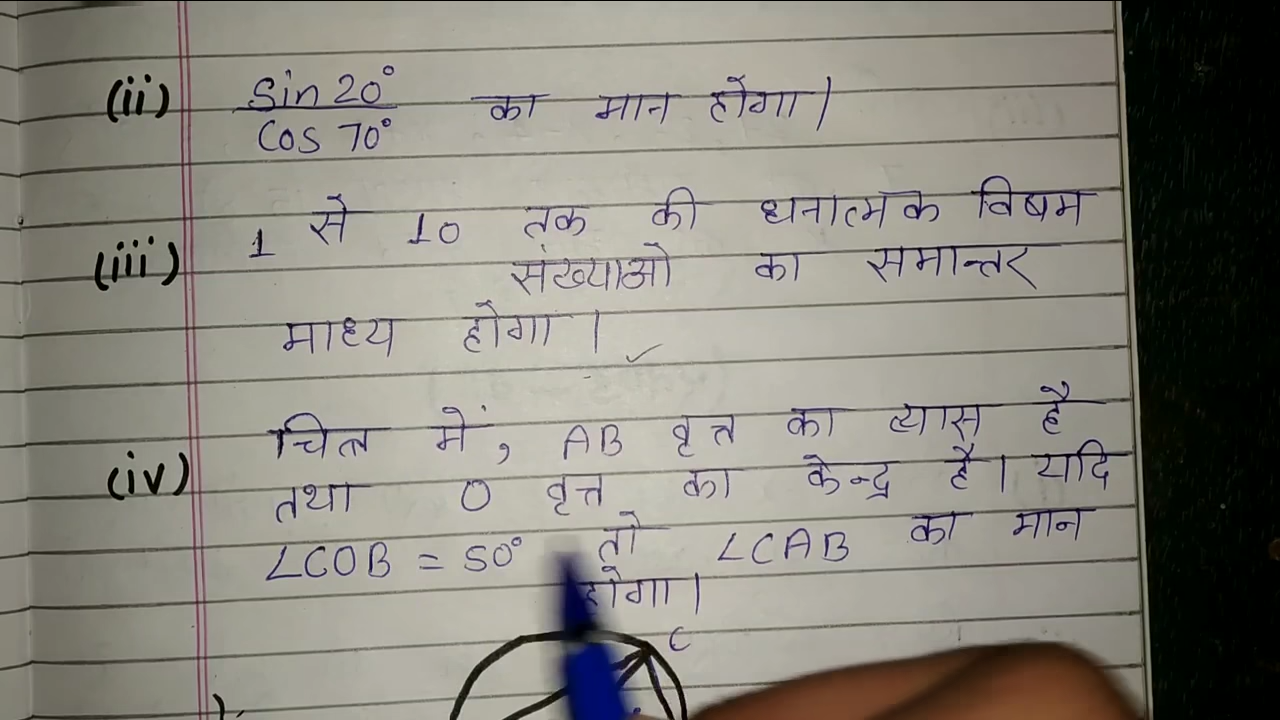 (ii) sin 20° / cos 70° का मान होगा।
(iii) 1 से 10 तक की धनात्मक विषम
संख्याओ का समान्तर
माध्य होगा।
(iv) चित्र में, AB वृत्त का व्यास है
तथा O वृत्त का केन्द्र है। यदि
∠COB = 50° तो ∠CAB का मान
होगा।
C